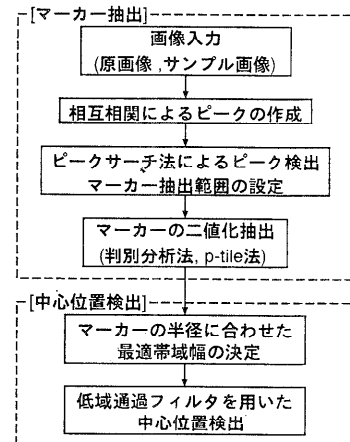 [マーカー抽出]
画像入力
(原画像,サンプル画像)
相互相関によるピークの作成
ピークサーチ法によるピーク検出
マーカー抽出範囲の設定
マーカーの二値化抽出
(判別分析法, p-tile法)
[中心位置検出]
マーカーの半径に合わせた
最適帯域幅の決定
低域通過フィルタを用いた
中心位置検出